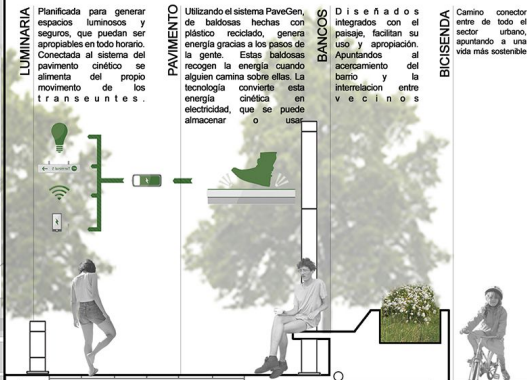 LUMINARIA
Planificada para generar
espacios luminosos y
seguros, que puedan ser
apropiables en todo horario.
Conectada al sistema del
pavimento cinético se
alimenta del propio
movimento de los
transeuntes.
PAVIMENTO
Utilizando el sistema PaveGen,
de baldosas hechas con
plástico reciclado, genera
energía gracias a los pasos de
la gente. Estas baldosas
recogen la energía cuando
alguien camina sobre ellas. La
tecnología convierte esta
energía cinética en
electricidad, que se puede
almacenar o usar
BANCOS
Diseñados
integrados con el
paisaje, facilitan su
uso y apropiación.
Apuntandos al
acercamiento del
barrio y la
interrelacion entre
vecinos
BICISENDA
Camino conector
entre de todo el
sector urbano,
apuntando a una
vida más sostenible